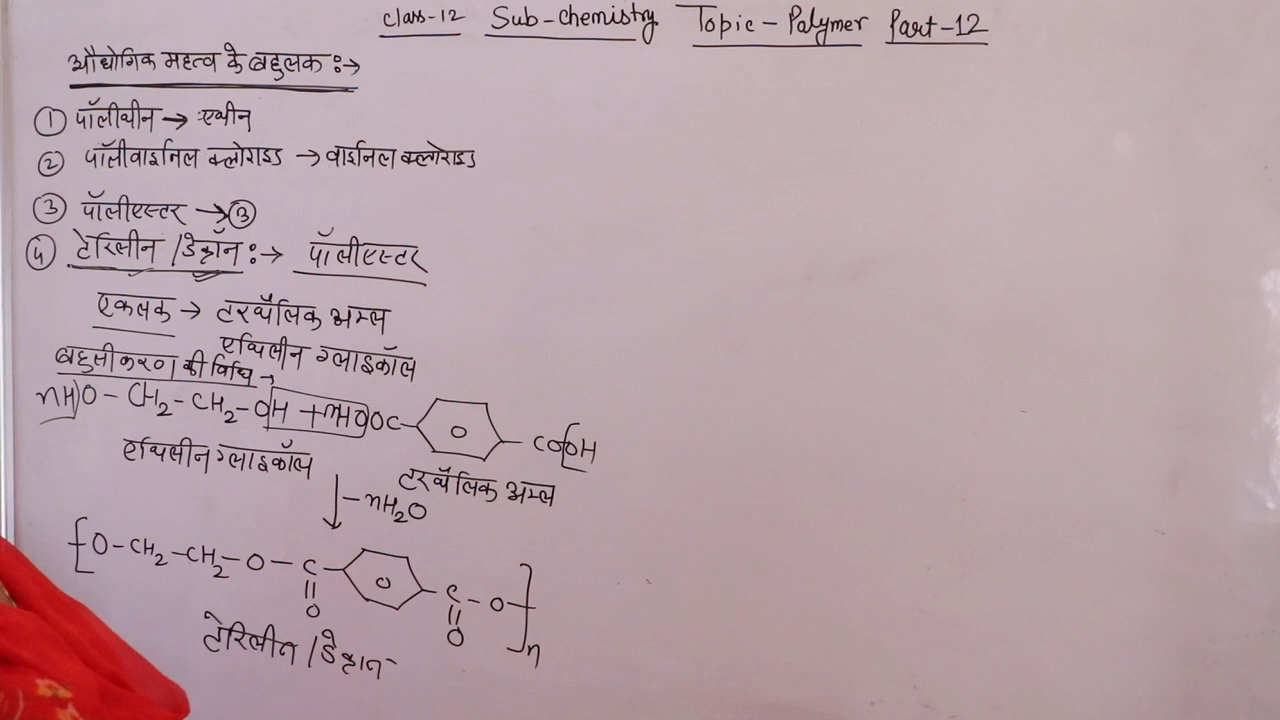 Class-12 Sub-chemistry Topic-Polymer Part-12
औद्योगिक महत्व के बहुलक :→
① पॉलीथीन → एथीन
② पॉलीवाइनिल क्लोराइड → वाइनिल क्लोराइड
③ पॉलीएस्टर → ③
④ टेरिलीन / डेक्रॉन :→ पॉलीएस्टर
एकलक → टरथैलिक अम्ल
एथिलीन ग्लाइकॉल
बहुलीकरण की विधि →
nHO-CH₂-CH₂-OH + nHOOC- -COOH
एथिलीन ग्लाइकॉल
टरथैलिक अम्ल
-nH₂O
[O-CH₂-CH₂-O-C- -C-O]n
O O
टेरिलीन / डेक्रान